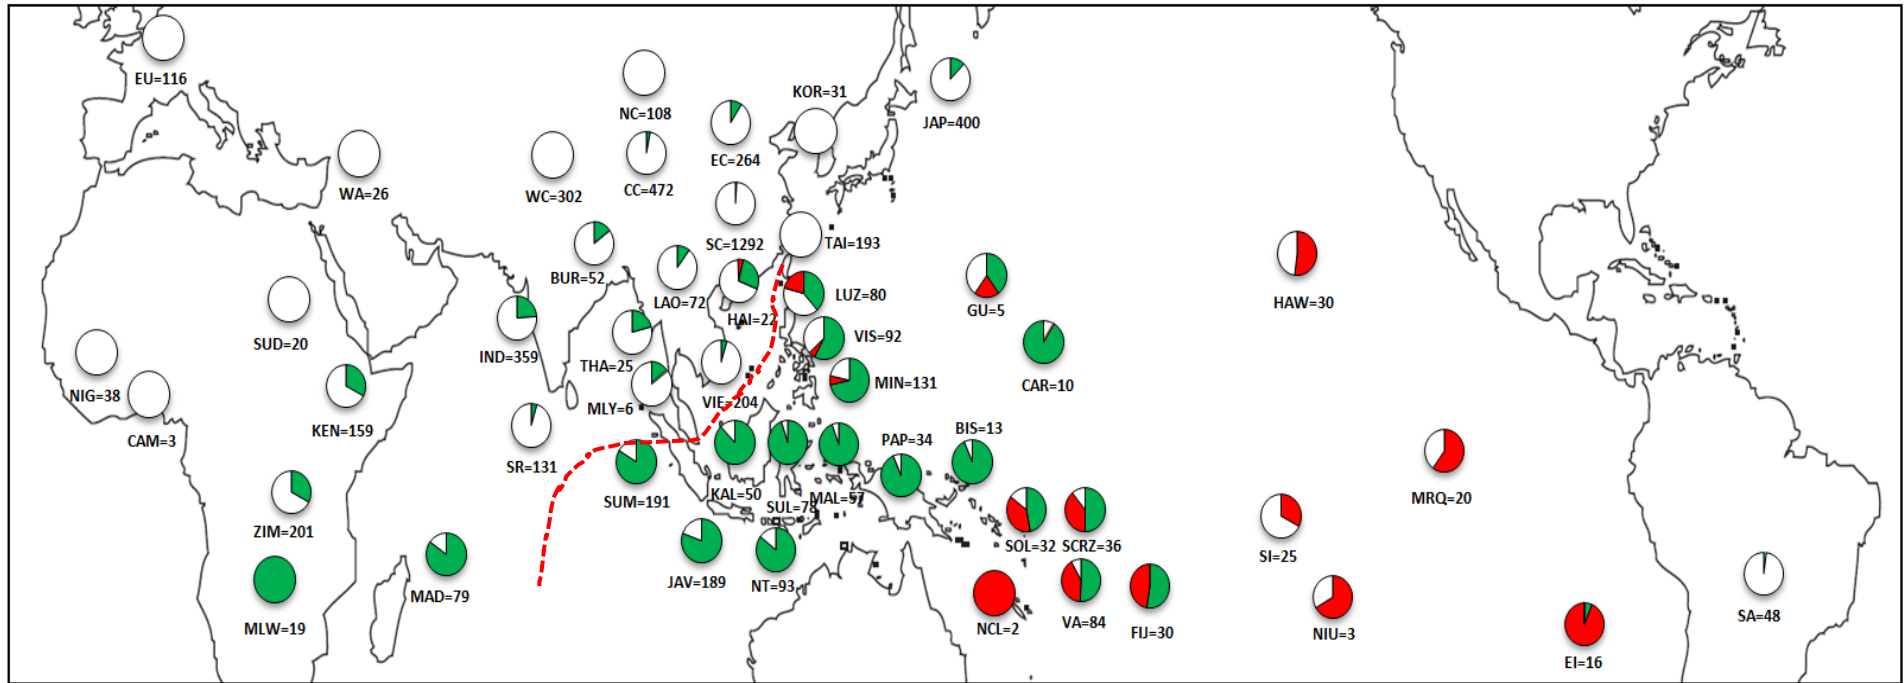 EU=116
NC=108
KOR=31
JAP=400
EC=264
WA=26
WC=302
CC=472
SC=1292
TAI=193
BUR=52
LAO=72
LUZ=80
HAW=30
GU=5
HAI=22
SUD=20
IND=359
THA=25
VIS=92
MIN=131
CAR=10
NIG=38
MLY=6
VIE=204
CAM=3
KEN=159
SR=131
PAP=34
BIS=13
SUM=191
KAL=50
MAL=57
SUL=78
MRQ=20
ZIM=201
SOL=32
SCRZ=36
SI=25
JAV=189
NT=93
MAD=79
MLW=19
NCL=2
VA=84
FIJ=30
NIU=3
SA=48
EI=16